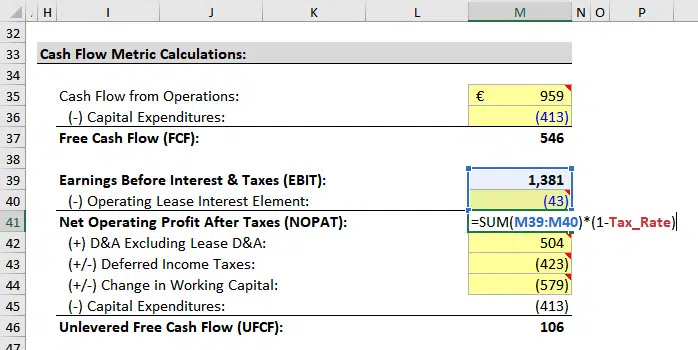 H I J K L M N O P
32
33 Cash Flow Metric Calculations:
34
35 Cash Flow from Operations: € 959
36 (-) Capital Expenditures: (413)
37 Free Cash Flow (FCF): 546
38
39 Earnings Before Interest & Taxes (EBIT): 1,381
40 (-) Operating Lease Interest Element: (43)
41 Net Operating Profit After Taxes (NOPAT): =SUM(M39:M40)*(1-Tax_Rate)
42 (+) D&A Excluding Lease D&A: 504
43 (+/-) Deferred Income Taxes: (423)
44 (+/-) Change in Working Capital: (579)
45 (-) Capital Expenditures: (413)
46 Unlevered Free Cash Flow (UFCF): 106
47